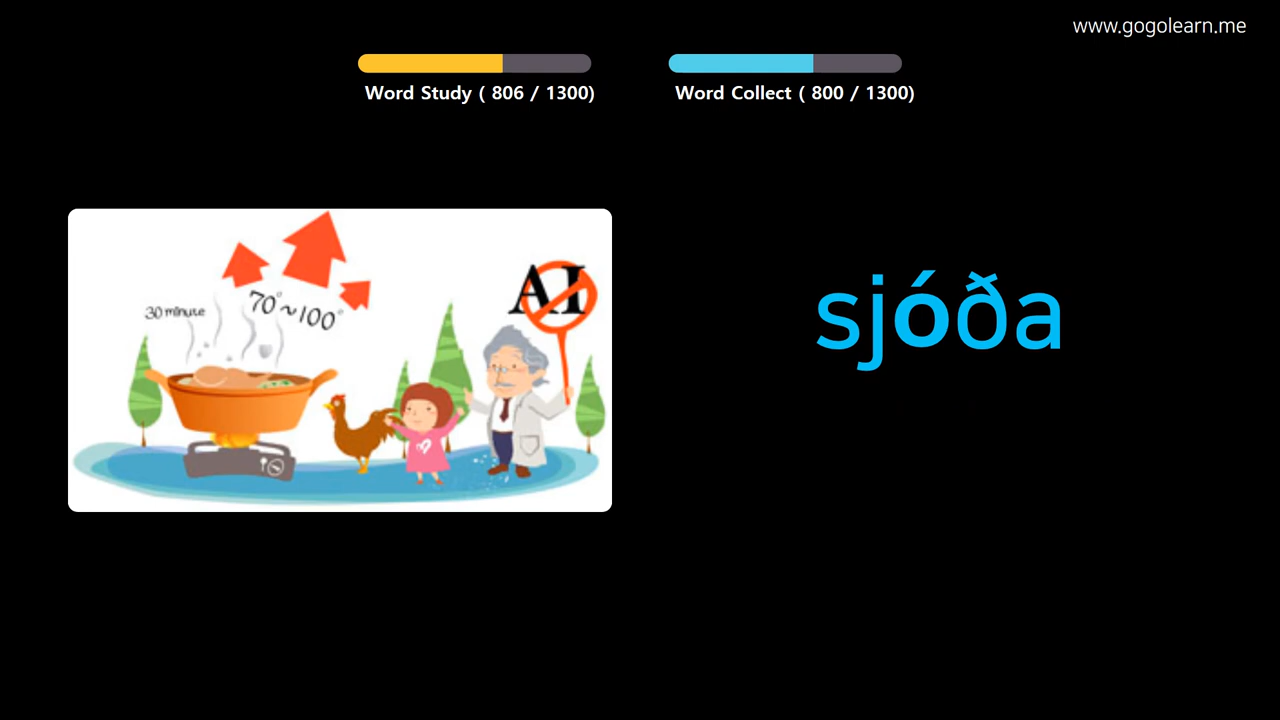 www.gogolearn.me
Word Study ( 806 / 1300)
Word Collect ( 800 / 1300)
30 minute
70°~100°
AI
sjóða